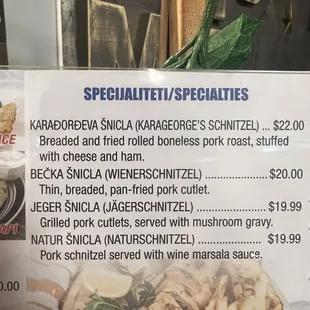 SPECIJALITETI/SPECIALTIES
KARAĐORĐEVA ŠNICLA (KARAGEORGE'S SCHNITZEL) ... $22.00
Breaded and fried rolled boneless pork roast, stuffed
with cheese and ham.
BEČKA ŠNICLA (WIENERSCHNITZEL) ...................... $20.00
Thin, breaded, pan-fried pork cutlet.
JEGER ŠNICLA (JÄGERSCHNITZEL) ....................... $19.99
Grilled pork cutlets, served with mushroom gravy.
NATUR ŠNICLA (NATURSCHNITZEL) .................. $19.99
Pork schnitzel served with wine marsala sauce.